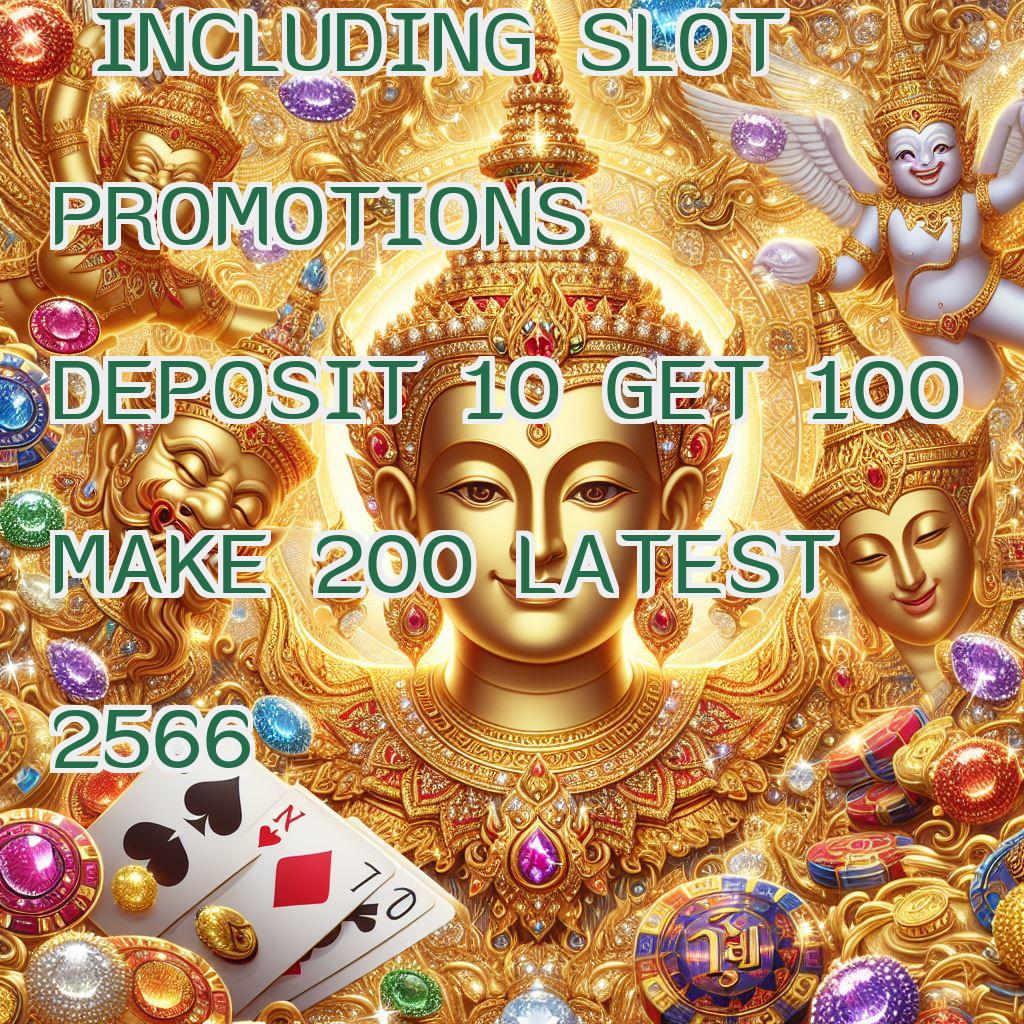 INCLUDING SLOT
PROMOTIONS
DEPOSIT 10 GET 100
MAKE 200 LATEST
2566